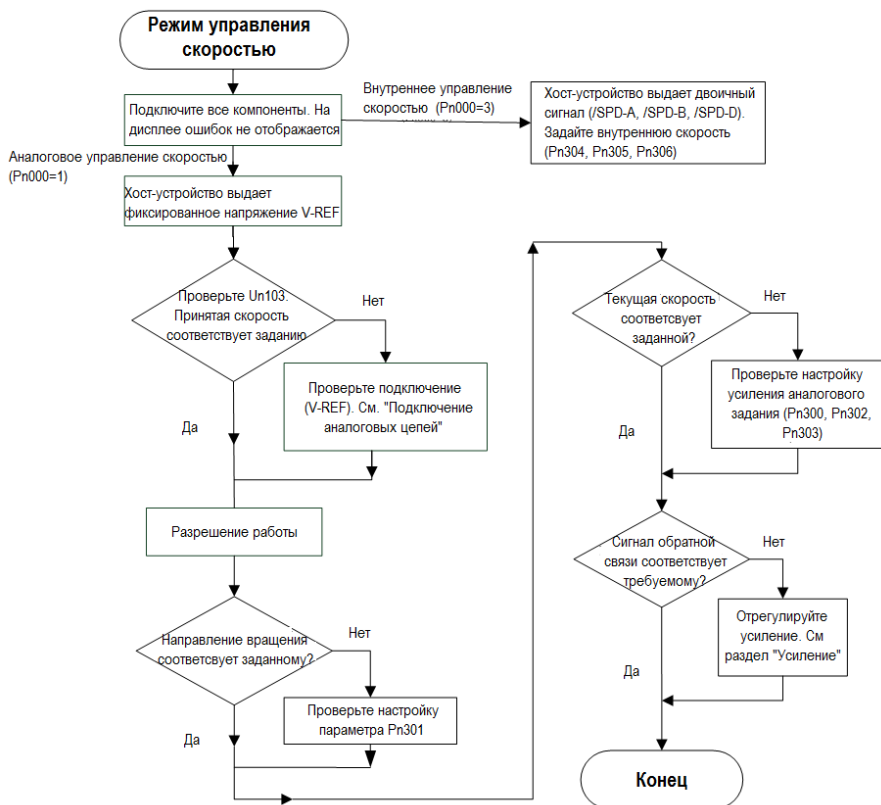 Режим управления
скоростью
Подключите все компоненты. На
дисплее ошибок не отображается
Внутреннее управление
скоростью (Pn000=3)
Хост-устройство выдает двоичный
сигнал (/SPD-A, /SPD-B, /SPD-D).
Задайте внутреннюю скорость
(Pn304, Pn305, Pn306)
Аналоговое управление скоростью
(Pn000=1)
Хост-устройство выдает
фиксированное напряжение V-REF
Проверьте Un103.
Принятая скорость
соответствует заданию
Нет
Проверьте подключение
(V-REF). См. "Подключение
аналоговых цепей"
Да
Разрешение работы
Направление вращения
соответсвует заданному?
Нет
Проверьте настройку
параметра Pn301
Да
Текущая скорость
соответсвует
заданной?
Нет
Проверьте настройку
усиления аналогового
задания (Pn300, Pn302,
Pn303)
Да
Сигнал обратной
связи соответствует
требуемому?
Нет
Отрегулируйте
усиление. См
раздел "Усиление"
Да
Конец